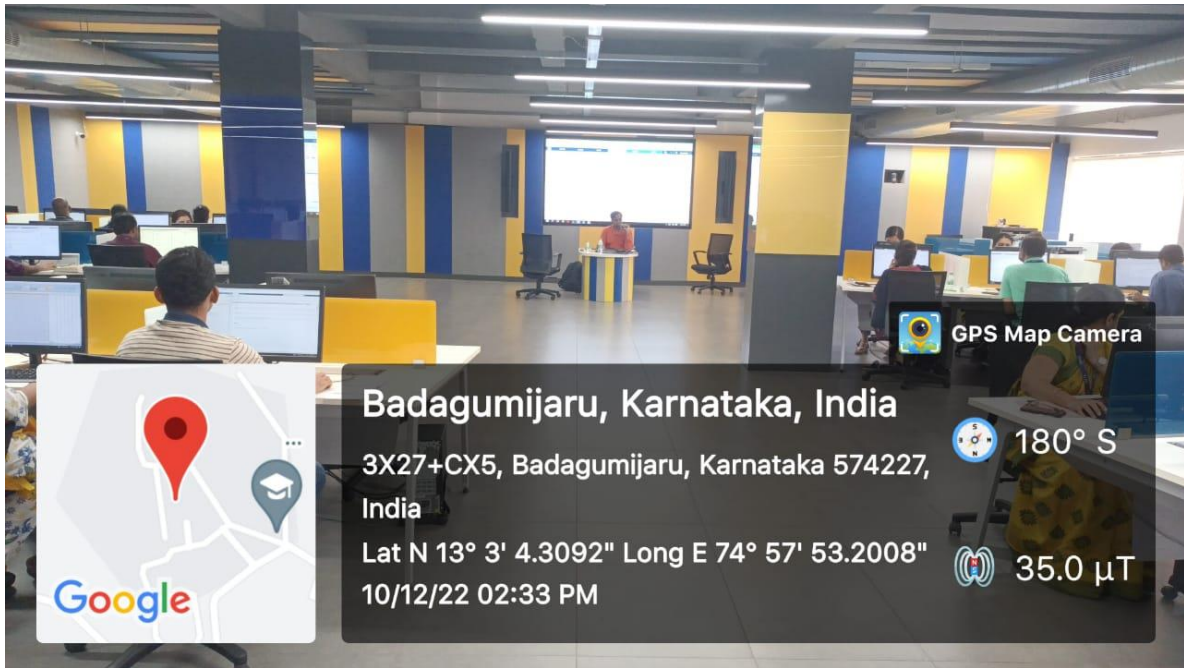 GPS Map Camera
Badagumijaru, Karnataka, India
3X27+CX5, Badagumijaru, Karnataka 574227,
India
Lat N 13° 3' 4.3092" Long E 74° 57' 53.2008"
10/12/22 02:33 PM
180° S
35.0 µT
Google